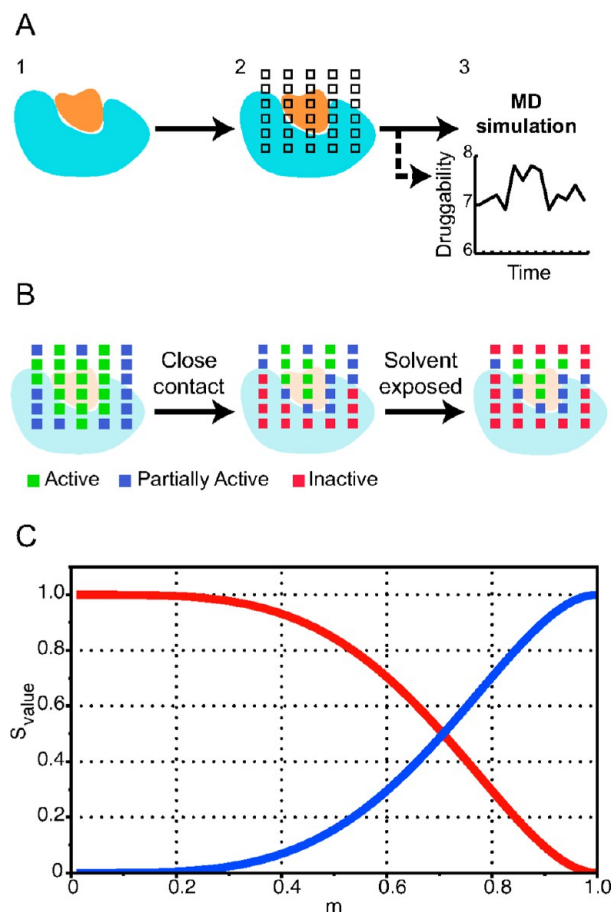 A
1
2
3
MD
simulation
Druggability
8
7
6
Time
B
Close
contact
Solvent
exposed
Active
Partially Active
Inactive
C
S value
1.0
0.8
0.6
0.4
0.2
0
0
0.2
0.4
0.6
0.8
1.0
m